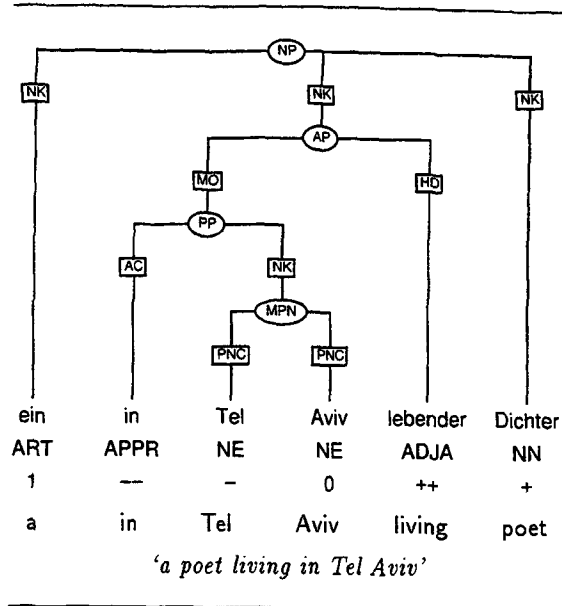 NP
NK NK NK
AP
MO HD
PP
AC NK
MPN
PNC PNC
ein in Tel Aviv lebender Dichter
ART APPR NE NE ADJA NN
1 -- - 0 ++ +
a in Tel Aviv living poet
'a poet living in Tel Aviv'